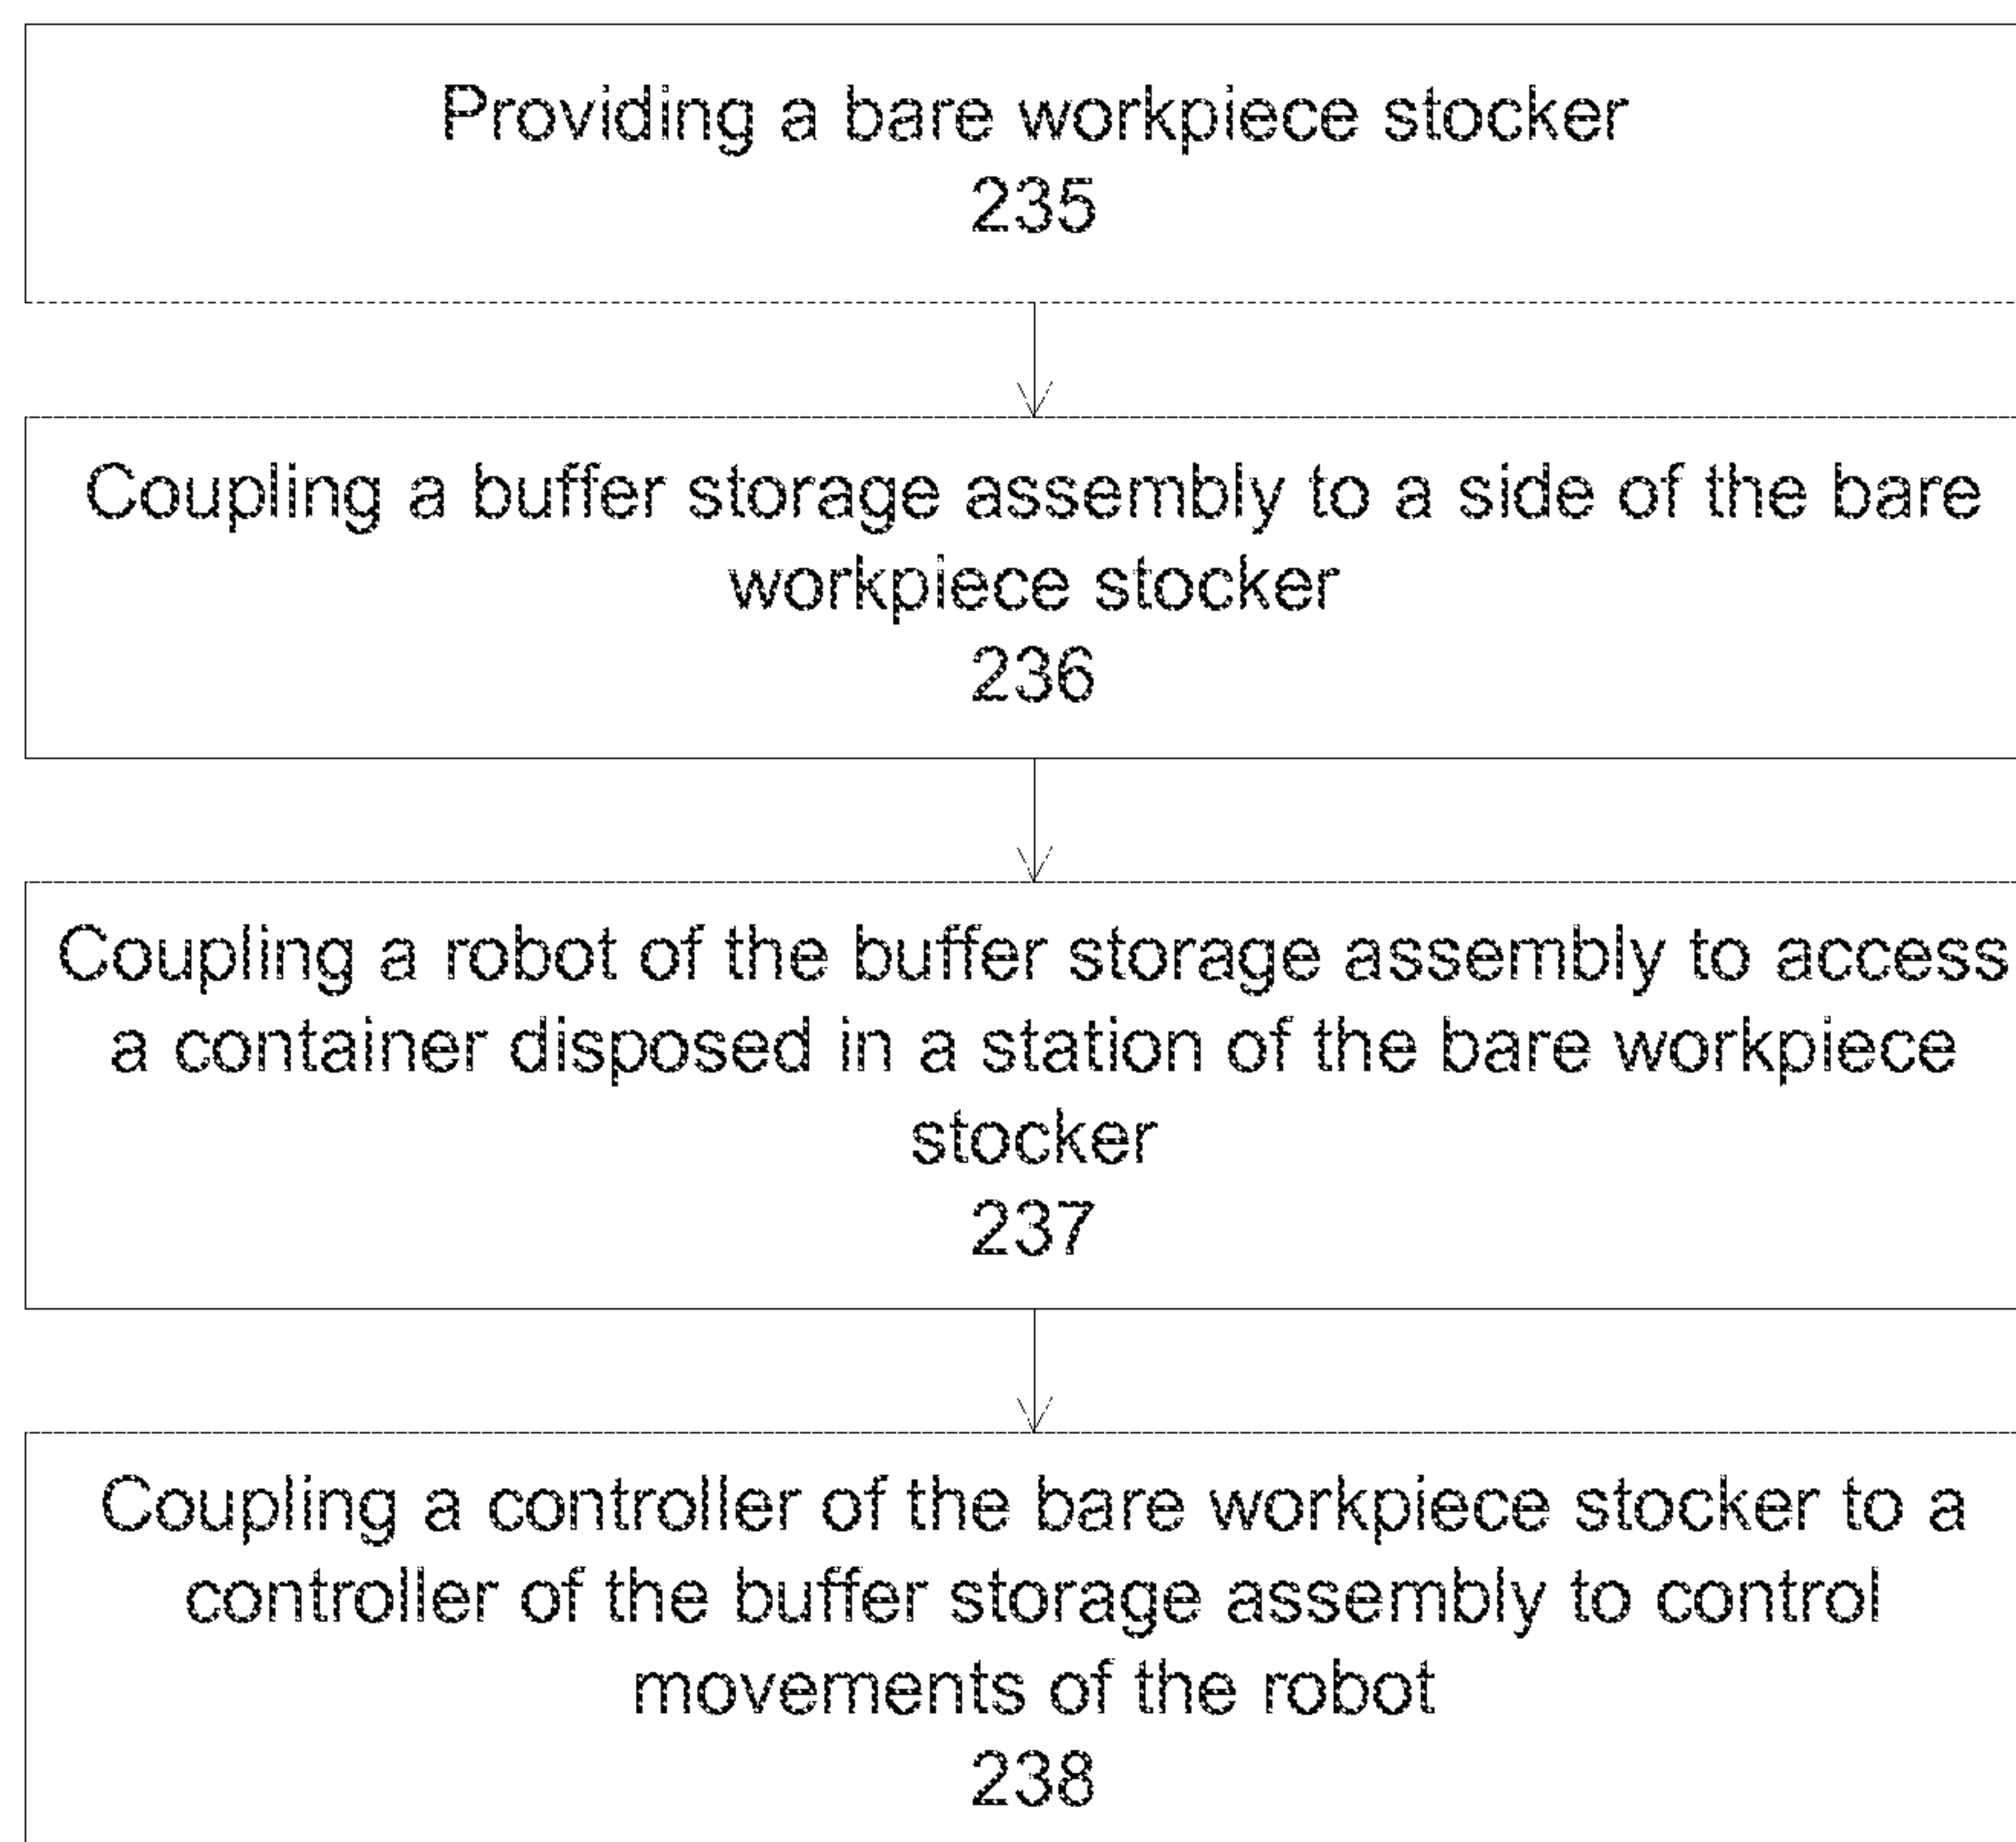 Providing a bare workpiece stocker
235
Coupling a buffer storage assembly to a side of the bare
workpiece stocker
236
Coupling a robot of the buffer storage assembly to access
a container disposed in a station of the bare workpiece
stocker
237
Coupling a controller of the bare workpiece stocker to a
controller of the buffer storage assembly to control
movements of the robot
238